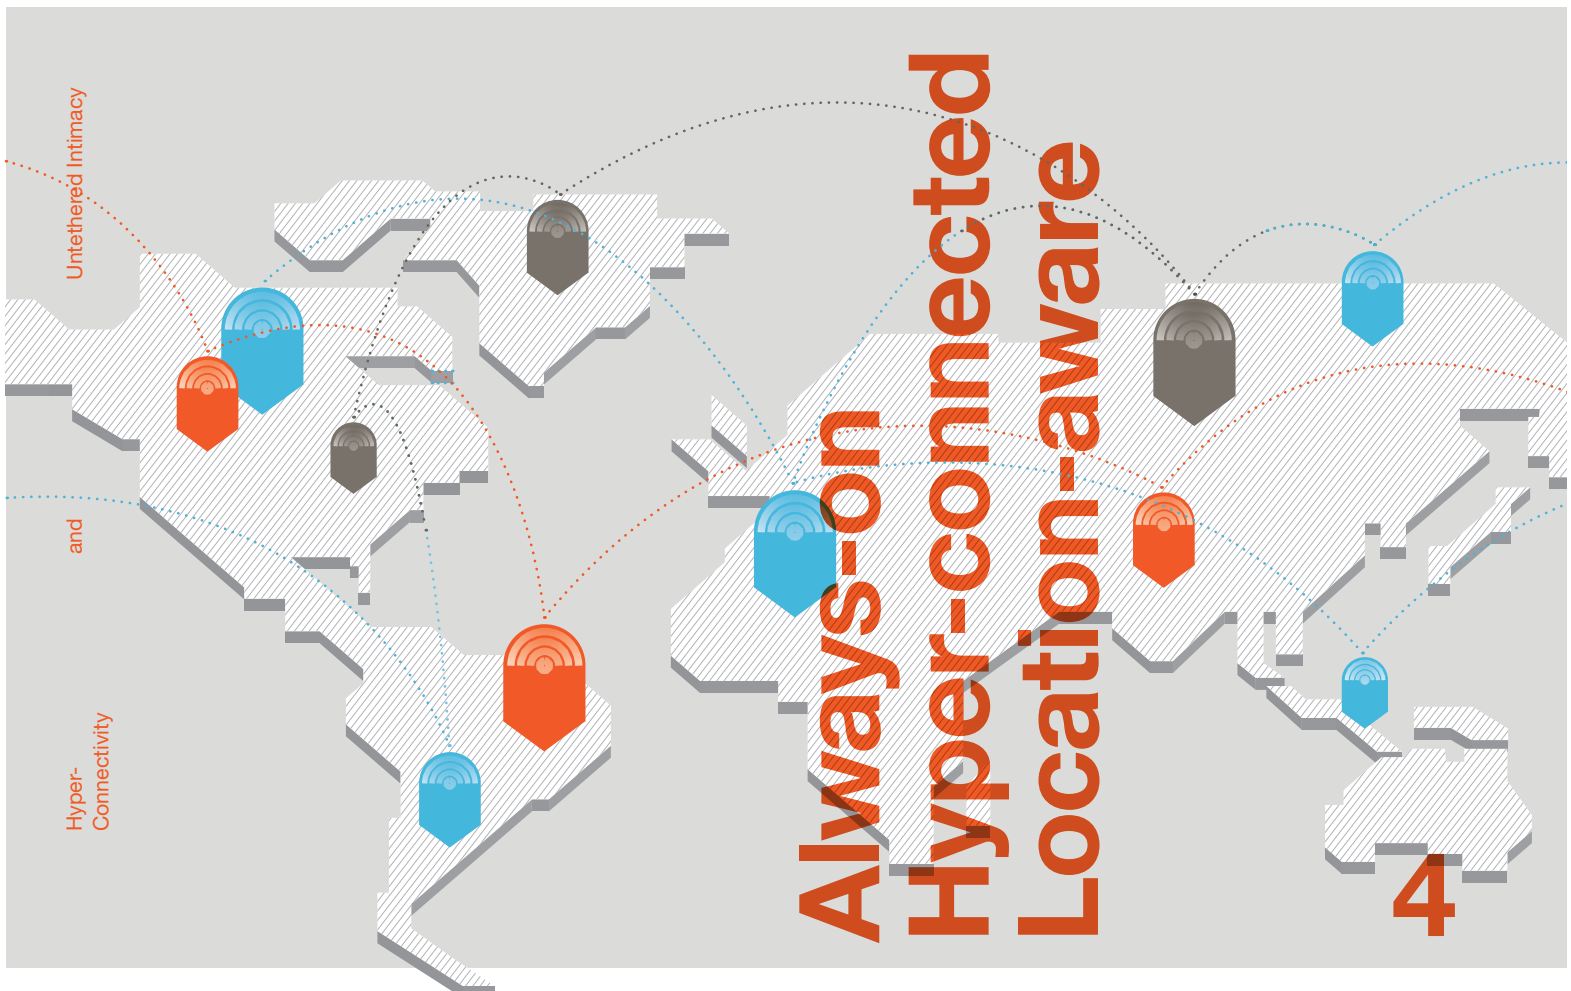 Hyper-
Connectivity
and
Untethered Intimacy
Always-on
Hyper-connected
Location-aware
4